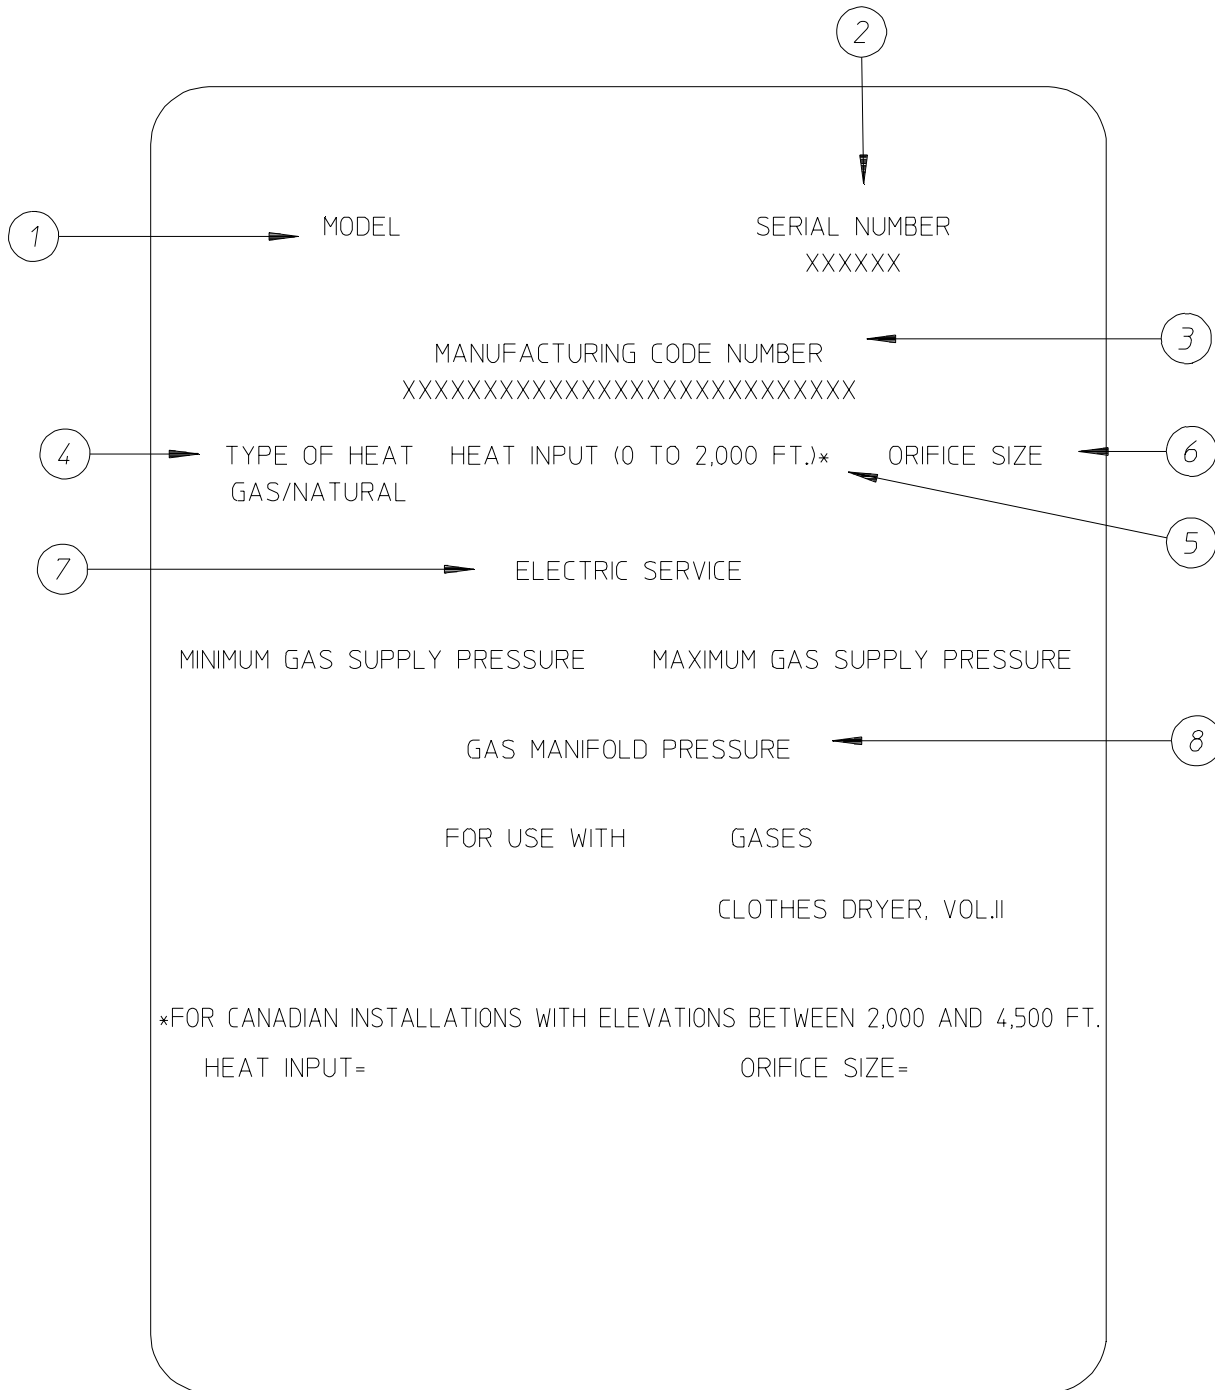 2
1
MODEL SERIAL NUMBER
XXXXXX
3
MANUFACTURING CODE NUMBER
XXXXXXXXXXXXXXXXXXXXXXXXXXXX
4
TYPE OF HEAT HEAT INPUT (0 TO 2,000 FT.)* ORIFICE SIZE
6
GAS/NATURAL
5
7
ELECTRIC SERVICE
MINIMUM GAS SUPPLY PRESSURE MAXIMUM GAS SUPPLY PRESSURE
GAS MANIFOLD PRESSURE
8
FOR USE WITH GASES
CLOTHES DRYER, VOL.II
*FOR CANADIAN INSTALLATIONS WITH ELEVATIONS BETWEEN 2,000 AND 4,500 FT.
HEAT INPUT= ORIFICE SIZE=